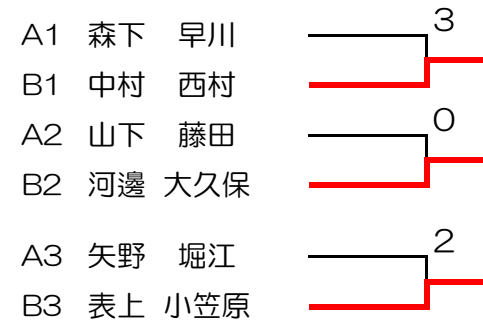 A1 森下 早川 3
B1 中村 西村
A2 山下 藤田 0
B2 河邊 大久保
A3 矢野 堀江 2
B3 表上 小笠原